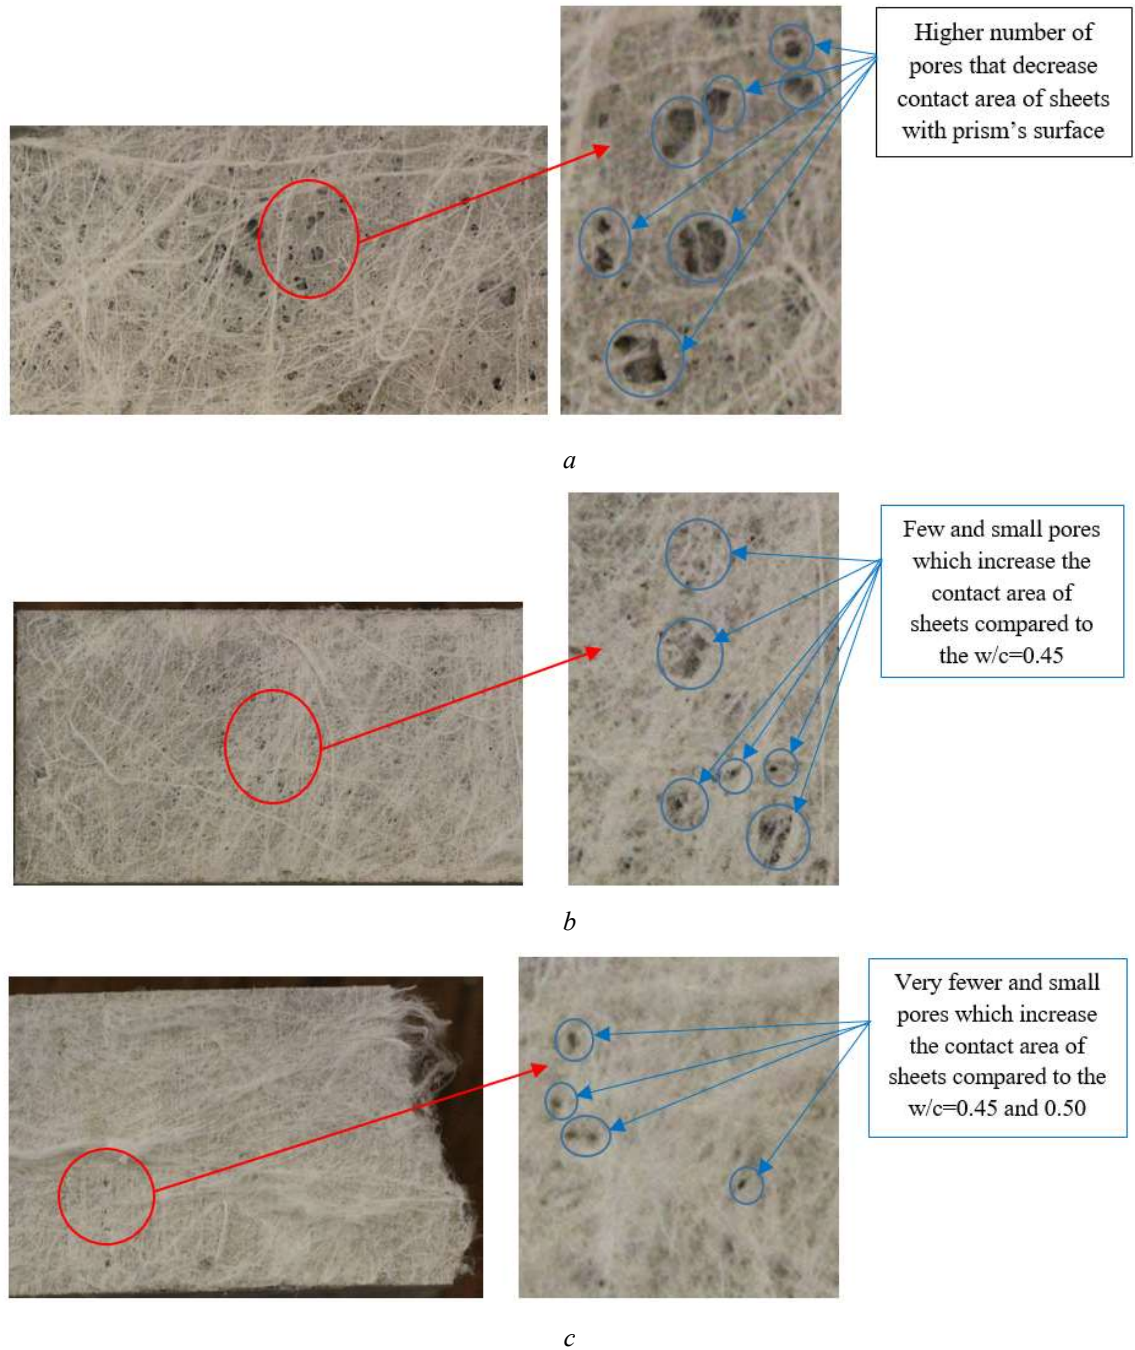 Higher number of
pores that decrease
contact area of sheets
with prism's surface
a
Few and small pores
which increase the
contact area of
sheets compared to
the w/c=0.45
b
Very fewer and small
pores which increase
the contact area of
sheets compared to the
w/c=0.45 and 0.50
c